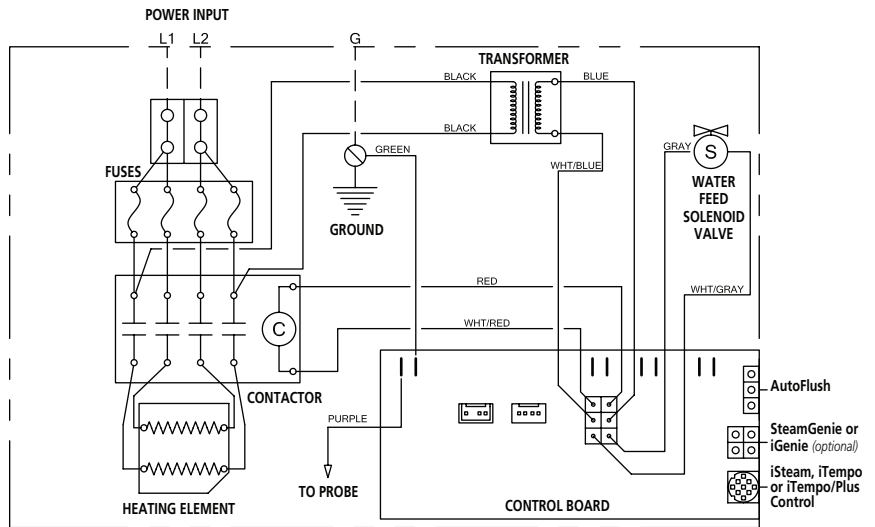 POWER INPUT
L1 L2 G
TRANSFORMER
BLACK BLUE
BLACK
GREEN
WHT/BLUE
GRAY S
WATER
FEED
SOLENOID
VALVE
FUSES
GROUND
RED
WHT/GRAY
C
WHT/RED
CONTACTOR
AutoFlush
PURPLE
SteamGenie or
iGenie (optional)
TO PROBE
iSteam, iTempo
or iTempo/Plus
Control
CONTROL BOARD
HEATING ELEMENT